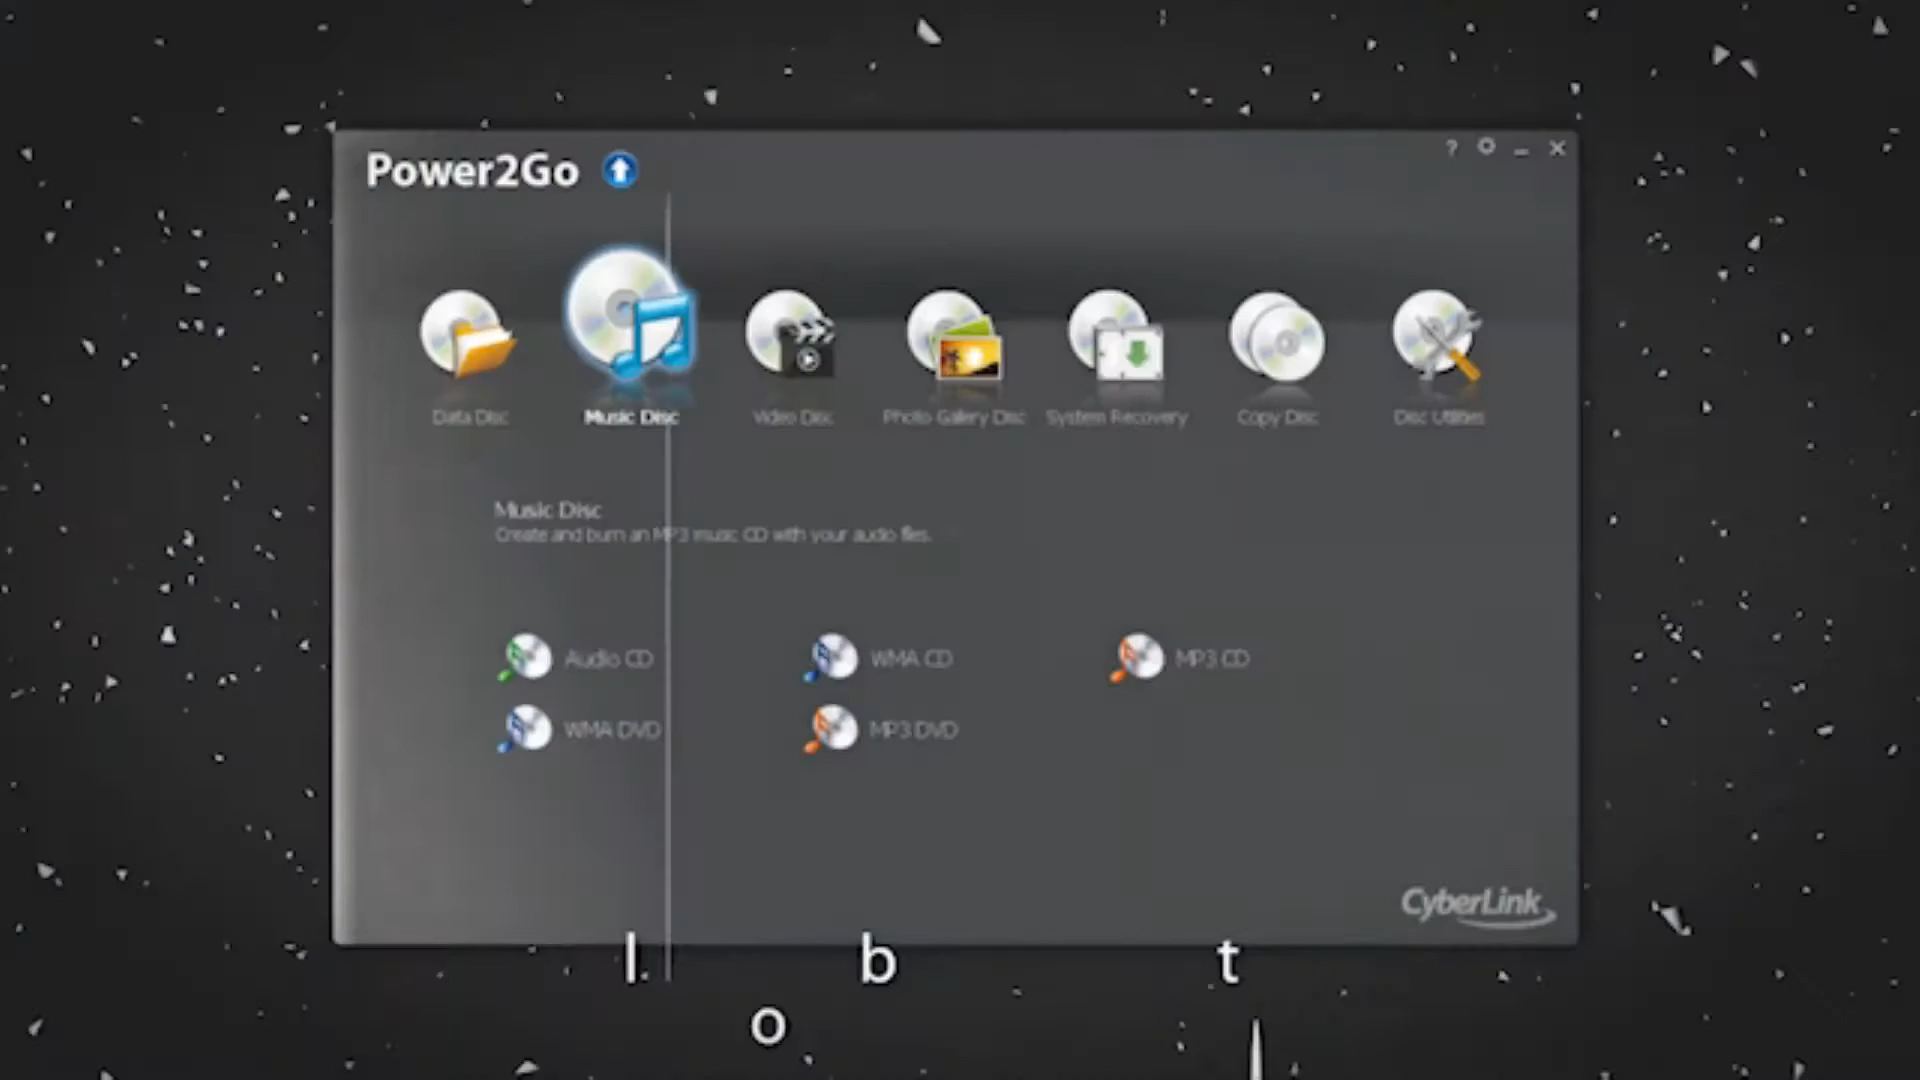 Power2Go
?
Data Disc
Music Disc
Video Disc
Photo Gallery Disc
System Recovery
Copy Disc
Disc Utilities
Music Disc
Create and burn an MP3 music CD with your audio files.
Audio CD
WMA CD
MP3 CD
WMA DVD
MP3 DVD
CyberLink
l b t
o